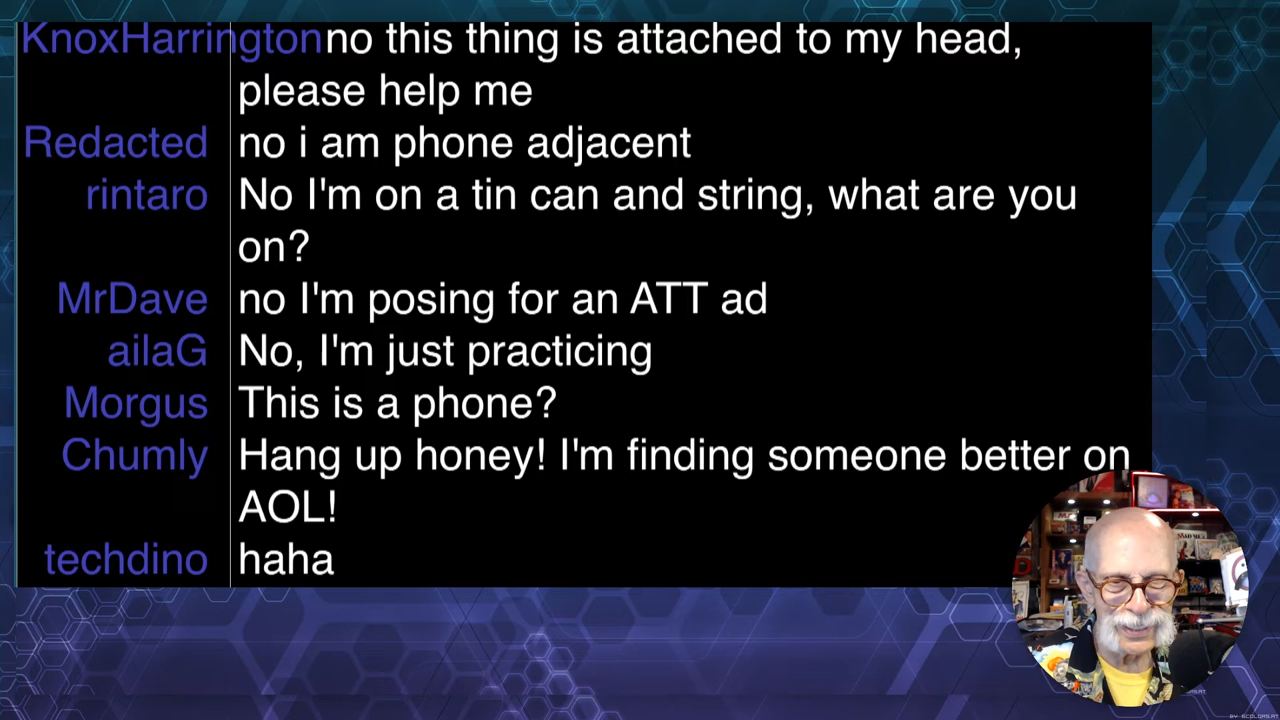 KnoxHarrington no this thing is attached to my head,
please help me
Redacted no i am phone adjacent
rintaro No I'm on a tin can and string, what are you
on?
MrDave no I'm posing for an ATT ad
ailaG No, I'm just practicing
Morgus This is a phone?
Chumly Hang up honey! I'm finding someone better on
AOL!
techdino haha